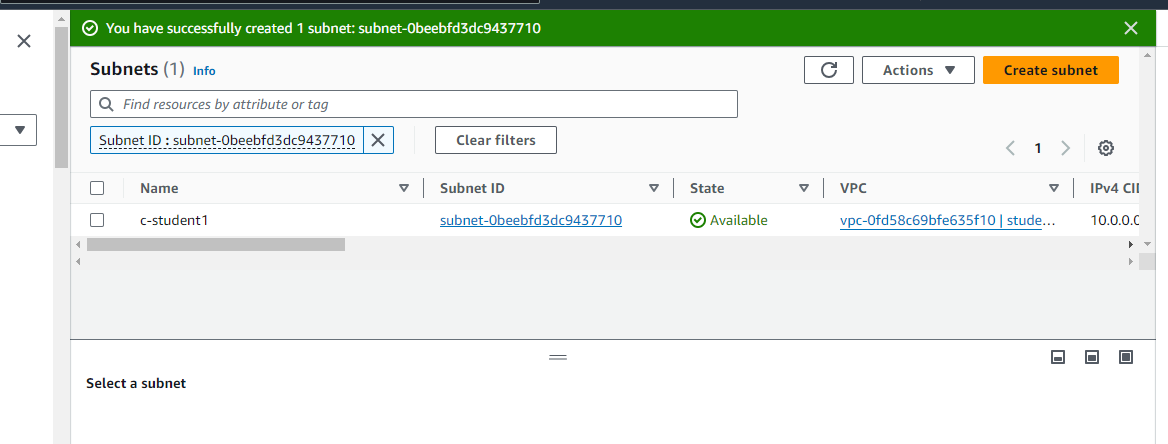 You have successfully created 1 subnet: subnet-0beebfd3dc9437710
Subnets (1) Info
Actions
Create subnet
Find resources by attribute or tag
Subnet ID : subnet-0beebfd3dc9437710
Clear filters
1
Name Subnet ID State VPC IPv4 CID
c-student1 subnet-0beebfd3dc9437710 Available vpc-0fd58c69bfe635f10 | stude... 10.0.0.0
Select a subnet